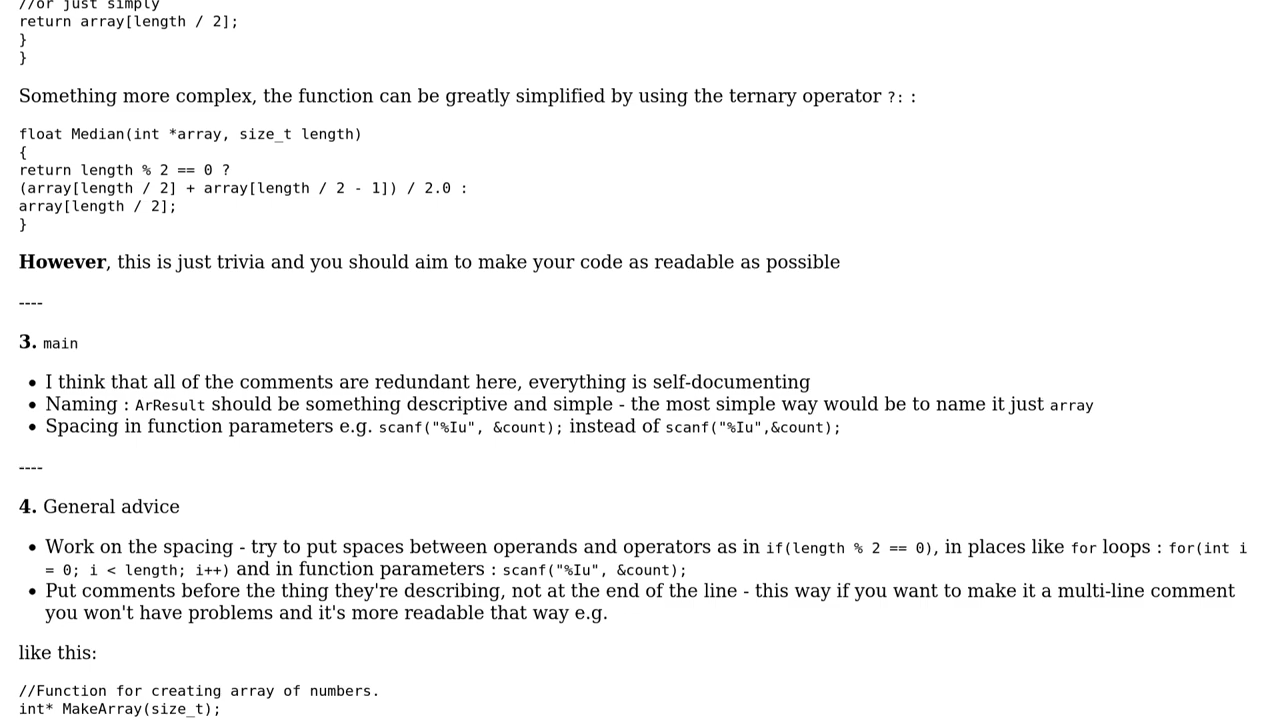 //or just simply
return array[length / 2];
}
}
Something more complex, the function can be greatly simplified by using the ternary operator ?: :
float Median(int *array, size_t length)
{
return length % 2 == 0 ?
(array[length / 2] + array[length / 2 - 1]) / 2.0 :
array[length / 2];
}
However, this is just trivia and you should aim to make your code as readable as possible
----
3. main
• I think that all of the comments are redundant here, everything is self-documenting
• Naming : ArResult should be something descriptive and simple - the most simple way would be to name it just array
• Spacing in function parameters e.g. scanf("%Iu", &count); instead of scanf("%Iu",&count);
----
4. General advice
• Work on the spacing - try to put spaces between operands and operators as in if(length % 2 == 0), in places like for loops : for(int i
= 0; i < length; i++) and in function parameters : scanf("%Iu", &count);
• Put comments before the thing they're describing, not at the end of the line - this way if you want to make it a multi-line comment
you won't have problems and it's more readable that way e.g.
like this:
//Function for creating array of numbers.
int* MakeArray(size_t);